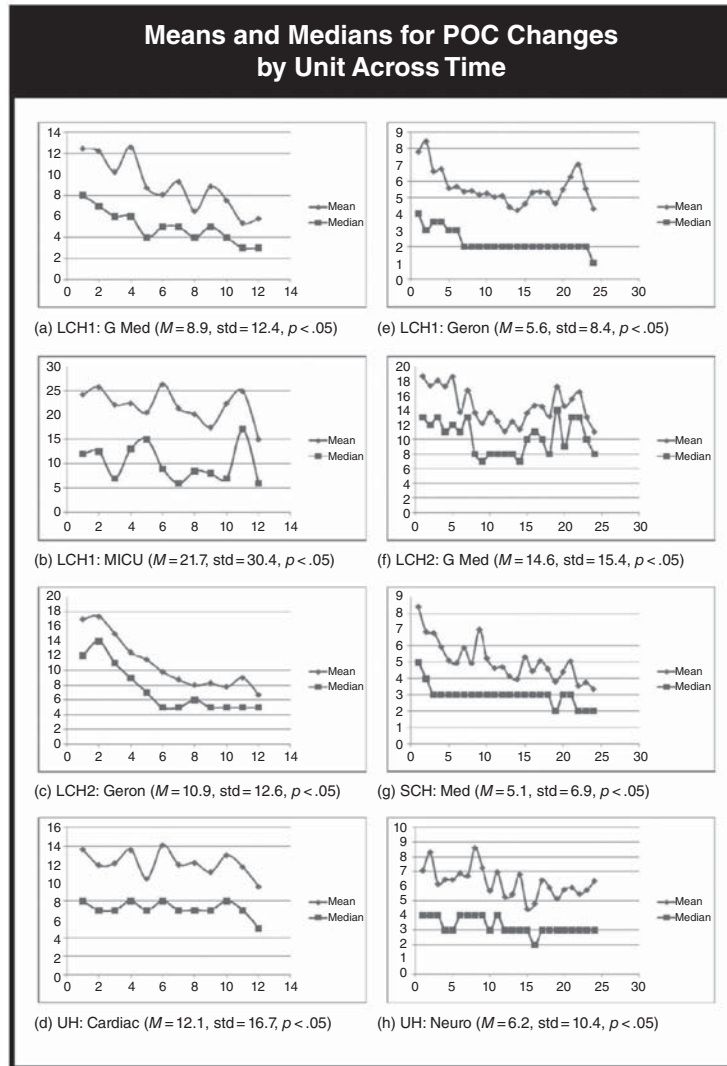 Means and Medians for POC Changes
by Unit Across Time
14
12
10
8
6
4
2
0
0 2 4 6 8 10 12 14
Mean
Median
(a) LCH1: G Med (M=8.9, std=12.4, p<.05)
9
8
7
6
5
4
3
2
1
0
0 5 10 15 20 25 30
Mean
Median
(e) LCH1: Geron (M=5.6, std=8.4, p<.05)
30
25
20
15
10
5
0
0 2 4 6 8 10 12 14
Mean
Median
(b) LCH1: MICU (M=21.7, std=30.4, p<.05)
20
18
16
14
12
10
8
6
4
2
0
0 5 10 15 20 25 30
Mean
Median
(f) LCH2: G Med (M=14.6, std=15.4, p<.05)
20
18
16
14
12
10
8
6
4
2
0
0 2 4 6 8 10 12 14
Mean
Median
(c) LCH2: Geron (M=10.9, std=12.6, p<.05)
9
8
7
6
5
4
3
2
1
0
0 5 10 15 20 25 30
Mean
Median
(g) SCH: Med (M=5.1, std=6.9, p<.05)
16
14
12
10
8
6
4
2
0
0 2 4 6 8 10 12 14
Mean
Median
(d) UH: Cardiac (M=12.1, std=16.7, p<.05)
10
9
8
7
6
5
4
3
2
1
0
0 5 10 15 20 25 30
Mean
Median
(h) UH: Neuro (M=6.2, std=10.4, p<.05)